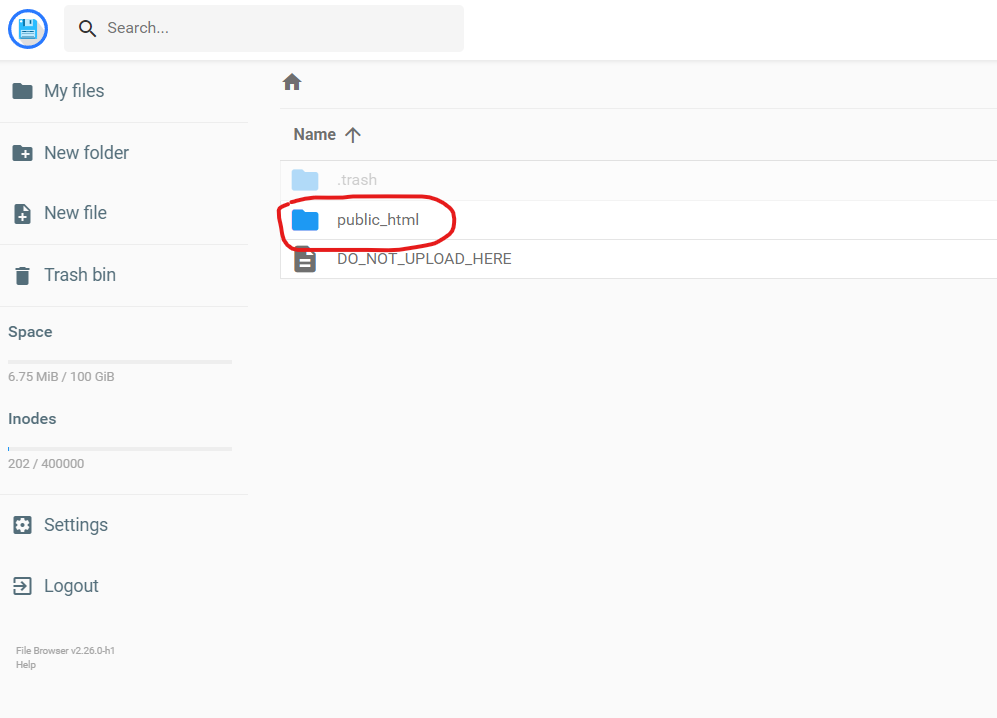 Search...
My files
New folder
New file
Trash bin
Space
6.75 MiB / 100 GiB
Inodes
202 / 400000
Settings
Logout
File Browser v2.26.0-h1
Help
Name
.trash
public_html
DO_NOT_UPLOAD_HERE